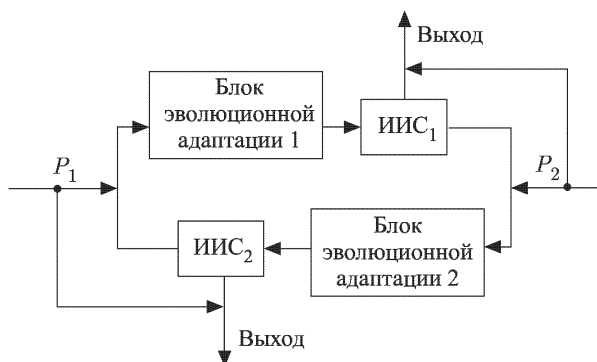 Выход
Блок
эволюционной
адаптации 1
ИИС₁
P₁
P₂
ИИС₂
Блок
эволюционной
адаптации 2
Выход